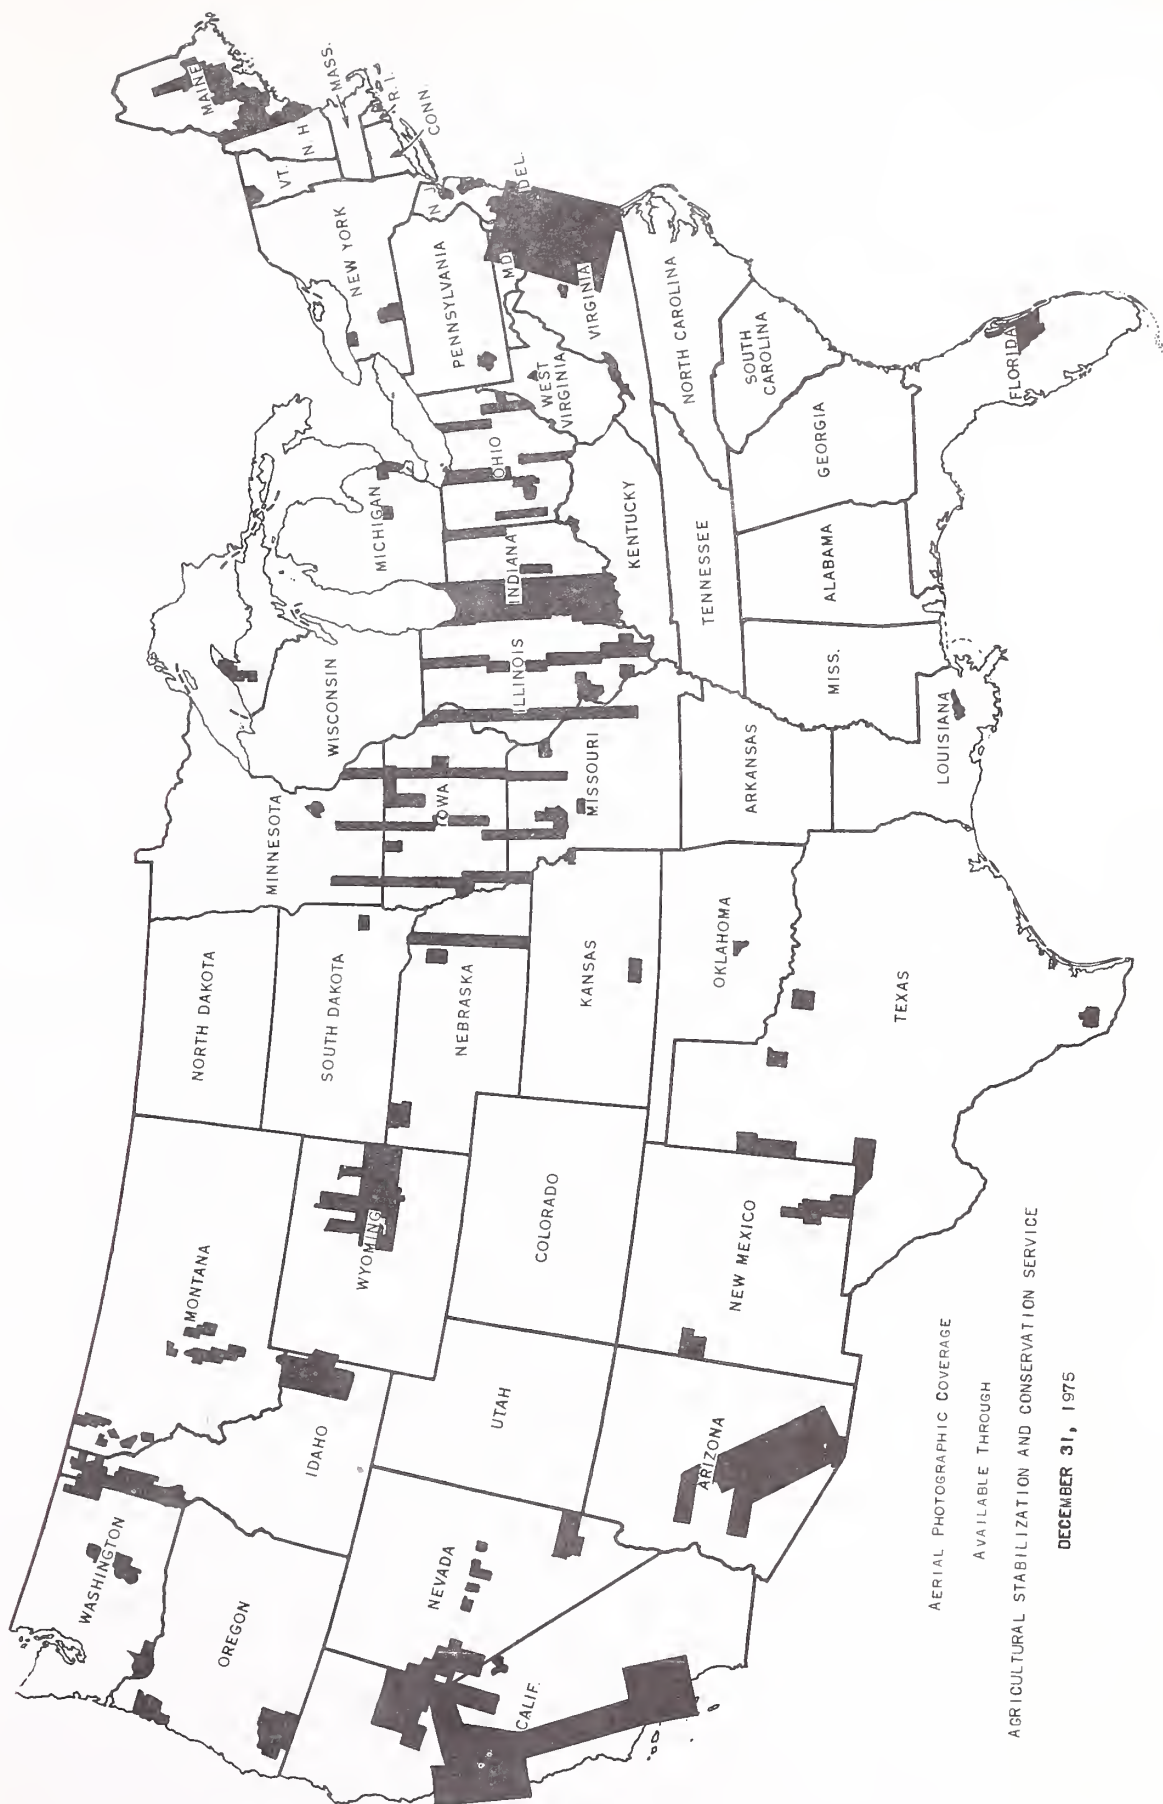 WASHINGTON
OREGON
CALIF.
NEVADA
IDAHO
MONTANA
WYOMING
UTAH
COLORADO
ARIZONA
NEW MEXICO
NORTH DAKOTA
SOUTH DAKOTA
NEBRASKA
KANSAS
OKLAHOMA
TEXAS
MINNESOTA
IOWA
MISSOURI
ARKANSAS
LOUISIANA
WISCONSIN
ILLINOIS
MICHIGAN
INDIANA
OHIO
KENTUCKY
TENNESSEE
MISS.
ALABAMA
GEORGIA
FLORIDA
SOUTH
CAROLINA
NORTH CAROLINA
VIRGINIA
WEST
VIRGINIA
MD.
DEL.
PENNSYLVANIA
N J
NEW YORK
VT.
N. H
MAINE
MASS.
R. I.
CONN.
AERIAL PHOTOGRAPHIC COVERAGE
AVAILABLE THROUGH
AGRICULTURAL STABILIZATION AND CONSERVATION SERVICE
DECEMBER 31, 1975